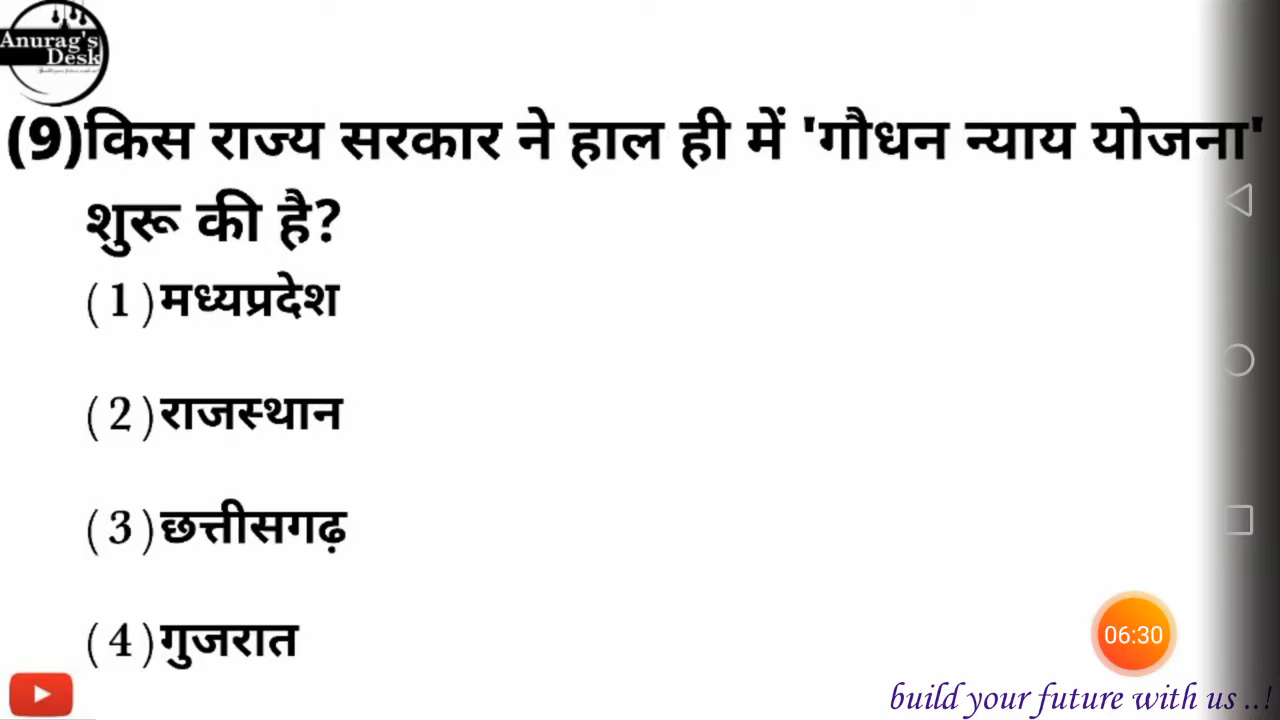 Anurag's
Desk
(9)किस राज्य सरकार ने हाल ही में 'गौधन न्याय योजना'
शुरू की है?
(1)मध्यप्रदेश
(2)राजस्थान
(3)छत्तीसगढ़
(4)गुजरात
06:30
build your future with us ..!